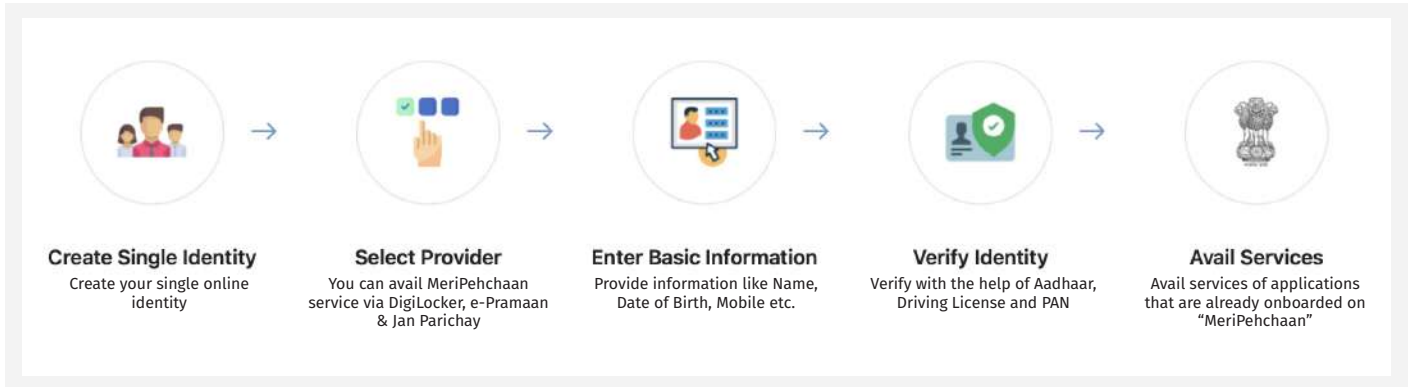 Create Single Identity
Create your single online
identity
Select Provider
You can avail MeriPehchaan
service via DigiLocker, e-Pramaan
& Jan Parichay
Enter Basic Information
Provide information like Name,
Date of Birth, Mobile etc.
Verify Identity
Verify with the help of Aadhaar,
Driving License and PAN
Avail Services
Avail services of applications
that are already onboarded on
“MeriPehchaan”